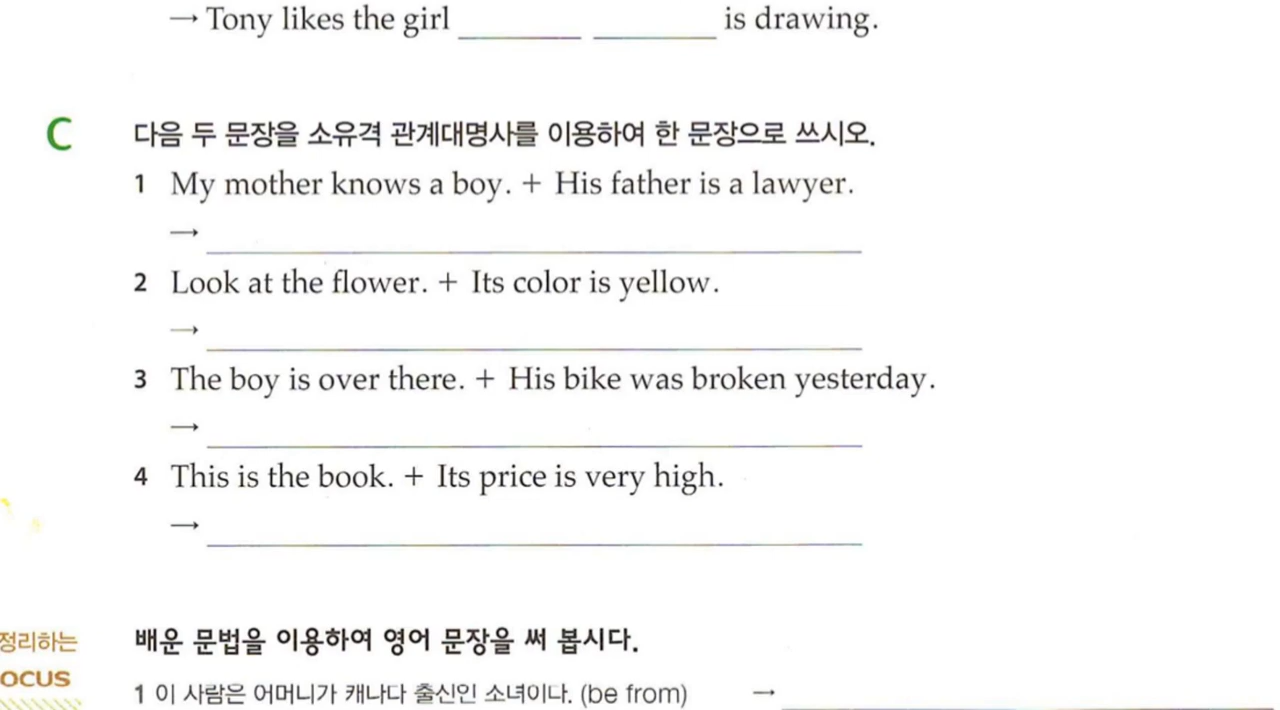 → Tony likes the girl ________ ________ is drawing.
C 다음 두 문장을 소유격 관계대명사를 이용하여 한 문장으로 쓰시오.
1 My mother knows a boy. + His father is a lawyer.
→
2 Look at the flower. + Its color is yellow.
→
3 The boy is over there. + His bike was broken yesterday.
→
4 This is the book. + Its price is very high.
→
정리하는 배운 문법을 이용하여 영어 문장을 써 봅시다.
OCUS
1 이 사람은 어머니가 캐나다 출신인 소녀이다. (be from) →